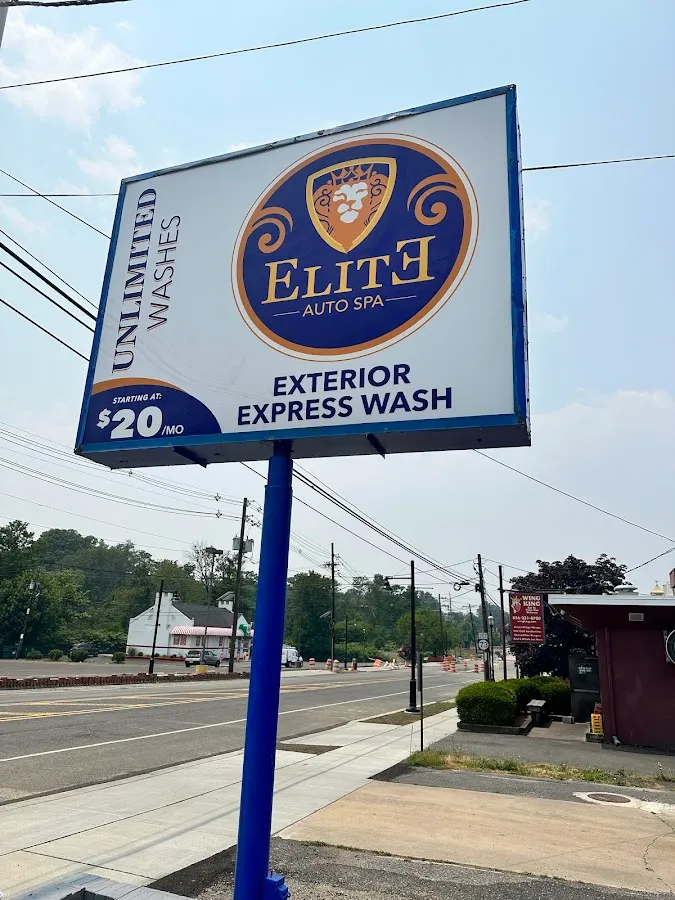 UNLIMITED
WASHES
STARTING AT:
$20/MO
ELITE
AUTO SPA
EXTERIOR
EXPRESS WASH
WING
KING